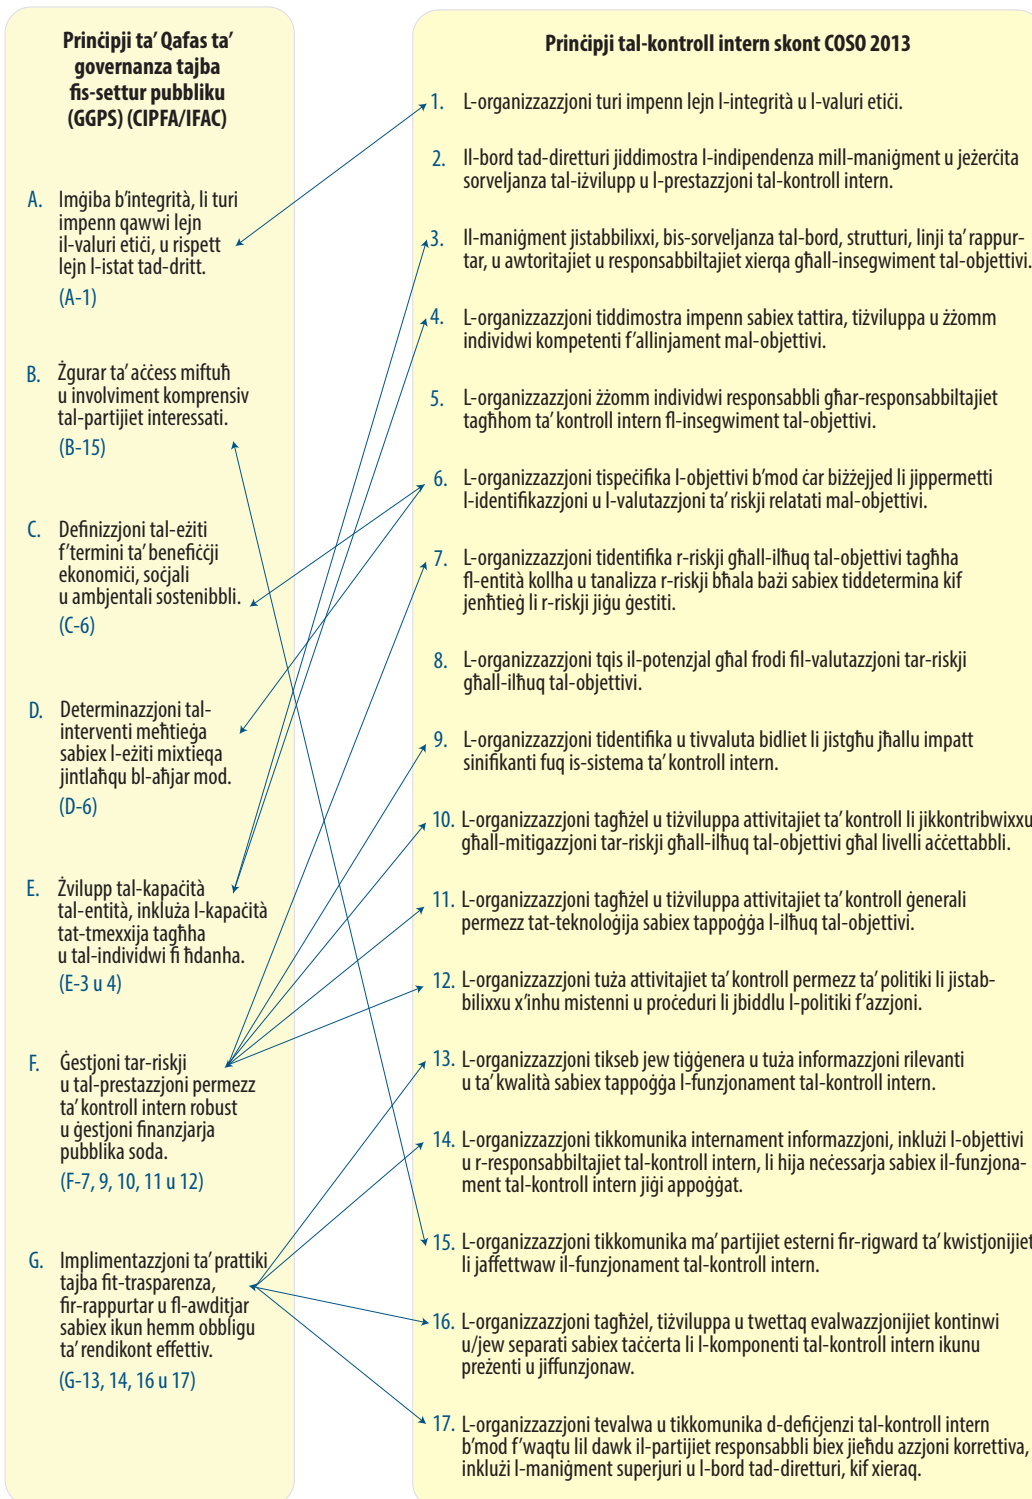 Prinċipji ta’ Qafas ta’
governanza tajba
fis-settur pubbliku
(GGPS) (CIPFA/IFAC)
A. Imġiba b’integrità, li turi
impenn qawwi lejn
il-valuri etiċi, u rispett
lejn l-istat tad-dritt.
(A-1)
B. Żgurar ta’ aċċess miftuħ
u involviment komprensiv
tal-partijiet interessati.
(B-15)
C. Definizzjoni tal-eżiti
f’termini ta’ benefiċċji
ekonomiċi, soċjali
u ambjentali sostenibbli.
(C-6)
D. Determinazzjoni tal-
interventi meħtieġa
sabiex l-eżiti mixtieqa
jintlaħqu bl-aħjar mod.
(D-6)
E. Żvilupp tal-kapaċità
tal-entità, inkluża l-kapaċità
tat-tmexxija tagħha
u tal-individwi fi ħdanha.
(E-3 u 4)
F. Ġestjoni tar-riskji
u tal-prestazzjoni permezz
ta’ kontroll intern robust
u ġestjoni finanzjarja
pubblika soda.
(F-7, 9, 10, 11 u 12)
G. Implimentazzjoni ta’ prattiki
tajba fit-trasparenza,
fir-rappurtar u fl-awditjar
sabiex ikun hemm obbligu
ta’ rendikont effettiv.
(G-13, 14, 16 u 17)
Prinċipji tal-kontroll intern skont COSO 2013
1. L-organizzazzjoni turi impenn lejn l-integrità u l-valuri etiċi.
2. Il-bord tad-diretturi jiddimostra l-indipendenza mill-maniġment u jeżerċita
sorveljanza tal-iżvilupp u l-prestazzjoni tal-kontroll intern.
3. Il-maniġment jistabbilixxi, bis-sorveljanza tal-bord, strutturi, linji ta’ rappur-
tar, u awtoritajiet u responsabbiltajiet xierqa għall-insegwiment tal-objettivi.
4. L-organizzazzjoni tiddimostra impenn sabiex tattira, tiżviluppa u żżomm
individwi kompetenti f’allinjament mal-objettivi.
5. L-organizzazzjoni żżomm individwi responsabbli għar-responsabbiltajiet
tagħhom ta’ kontroll intern fl-insegwiment tal-objettivi.
6. L-organizzazzjoni tispeċifika l-objettivi b’mod ċar biżżejjed li jippermetti
l-identifikazzjoni u l-valutazzjoni ta’ riskji relatati mal-objettivi.
7. L-organizzazzjoni tidentifika r-riskji għall-ilħuq tal-objettivi tagħha
fl-entità kollha u tanalizza r-riskji bħala bażi sabiex tiddetermina kif
jenħtieġ li r-riskji jiġu ġestiti.
8. L-organizzazzjoni tqis il-potenzjal għal frodi fil-valutazzjoni tar-riskji
għall-ilħuq tal-objettivi.
9. L-organizzazzjoni tidentifika u tivvaluta bidliet li jistgħu jħallu impatt
sinifikanti fuq is-sistema ta’ kontroll intern.
10. L-organizzazzjoni tagħżel u tiżviluppa attivitajiet ta’ kontroll li jikkontribwixxu
għall-mitigazzjoni tar-riskji għall-ilħuq tal-objettivi għal livelli aċċettabbli.
11. L-organizzazzjoni tagħżel u tiżviluppa attivitajiet ta’ kontroll ġenerali
permezz tat-teknoloġija sabiex tappoġġa l-ilħuq tal-objettivi.
12. L-organizzazzjoni tuża attivitajiet ta’ kontroll permezz ta’ politiki li jistab-
bilixxu x’inhu mistenni u proċeduri li jbiddlu l-politiki f’azzjoni.
13. L-organizzazzjoni tikseb jew tiġġenera u tuża informazzjoni rilevanti
u ta’ kwalità sabiex tappoġġa l-funzjonament tal-kontroll intern.
14. L-organizzazzjoni tikkomunika internament informazzjoni, inklużi l-objettivi
u r-responsabbiltajiet tal-kontroll intern, li hija neċessarja sabiex il-funzjona-
ment tal-kontroll intern jiġi appoġġat.
15. L-organizzazzjoni tikkomunika ma’ partijiet esterni fir-rigward ta’ kwistjonijiet
li jaffettwaw il-funzjonament tal-kontroll intern.
16. L-organizzazzjoni tagħżel, tiżviluppa u twettaq evalwazzjonijiet kontinwi
u/jew separati sabiex taċċerta li l-komponenti tal-kontroll intern ikunu
preżenti u jiffunzjonaw.
17. L-organizzazzjoni tevalwa u tikkomunika d-defiċjenzi tal-kontroll intern
b’mod f’waqtu lil dawk il-partijiet responsabbli biex jieħdu azzjoni korrettiva,
inklużi l-maniġment superjuri u l-bord tad-diretturi, kif xieraq.